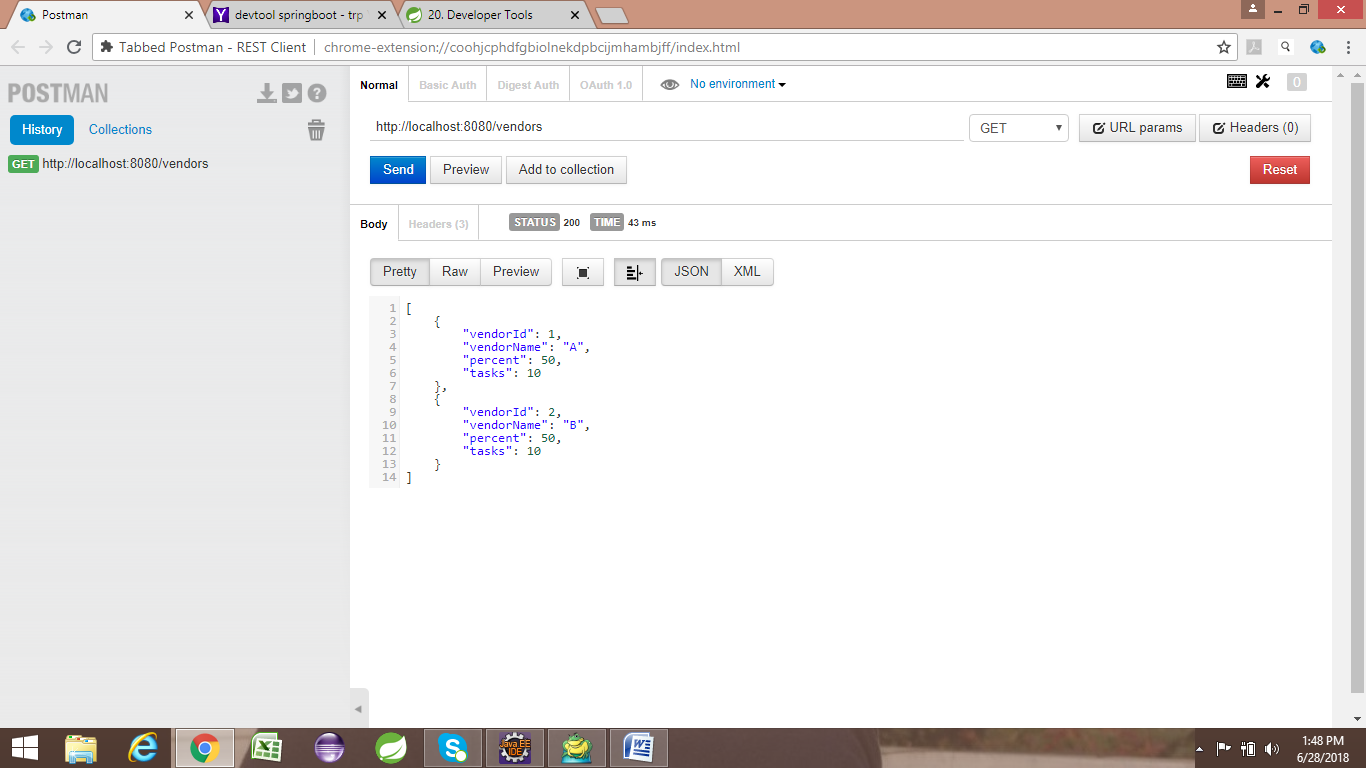 Postman
devtool springboot - trp
20. Developer Tools
Tabbed Postman - REST Client
chrome-extension://coohjcphdfgbiolnekdpbcijmhambjff/index.html
POSTMAN
History
Collections
GET http://localhost:8080/vendors
Normal
Basic Auth
Digest Auth
OAuth 1.0
No environment
0
http://localhost:8080/vendors
GET
URL params
Headers (0)
Send
Preview
Add to collection
Reset
Body
Headers (3)
STATUS 200 TIME 43 ms
Pretty
Raw
Preview
JSON
XML
1 [
2 {
3 "vendorId": 1,
4 "vendorName": "A",
5 "percent": 50,
6 "tasks": 10
7 },
8 {
9 "vendorId": 2,
10 "vendorName": "B",
11 "percent": 50,
12 "tasks": 10
13 }
14 ]
Java EE
IDE
1:48 PM
6/28/2018